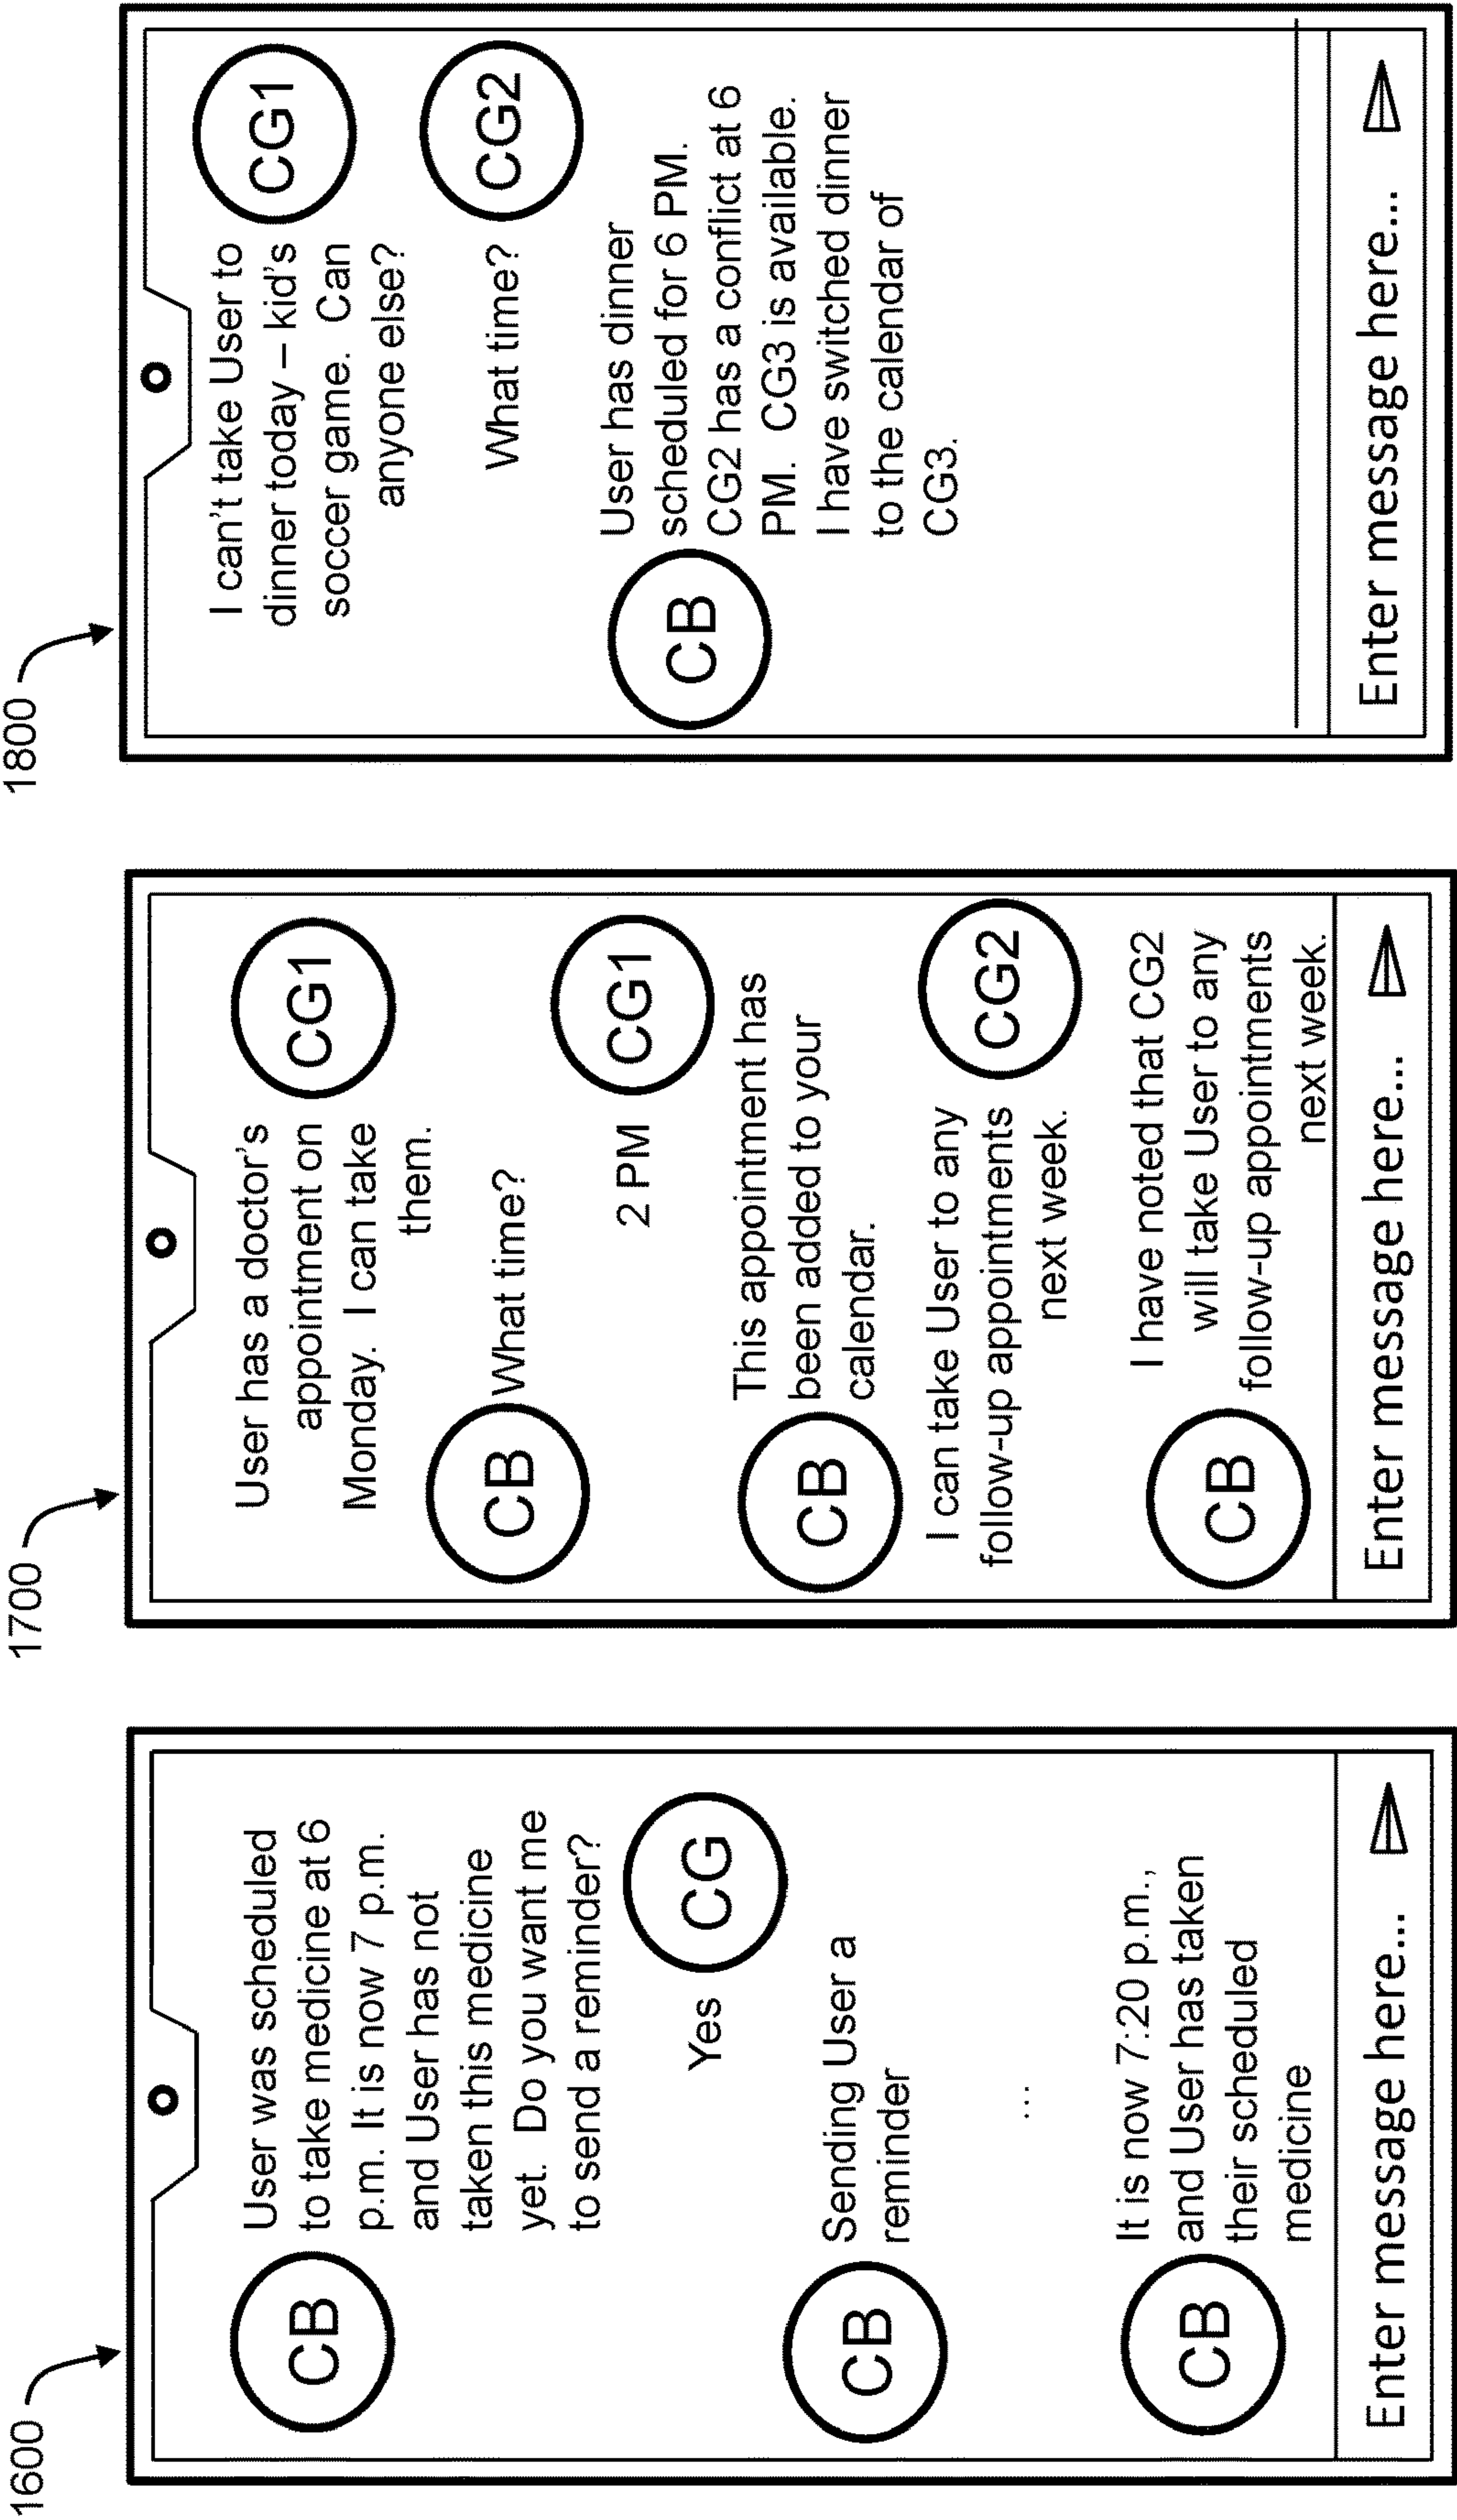 1600
CB
User was scheduled
to take medicine at 6
p.m. It is now 7 p.m.
and User has not
taken this medicine
yet. Do you want me
to send a reminder?
Yes
CG
CB
Sending User a
reminder
...
CB
It is now 7:20 p.m.,
and User has taken
their scheduled
medicine
Enter message here...
1700
User has a doctor's
appointment on
Monday. I can take
them.
CG1
CB
What time?
2 PM
CG1
CB
This appointment has
been added to your
calendar.
I can take User to any
follow-up appointments
next week.
CG2
CB
I have noted that CG2
will take User to any
follow-up appointments
next week.
Enter message here...
1800
I can't take User to
dinner today – kid's
soccer game. Can
anyone else?
CG1
What time?
CG2
CB
User has dinner
scheduled for 6 PM.
CG2 has a conflict at 6
PM. CG3 is available.
I have switched dinner
to the calendar of
CG3.
Enter message here...